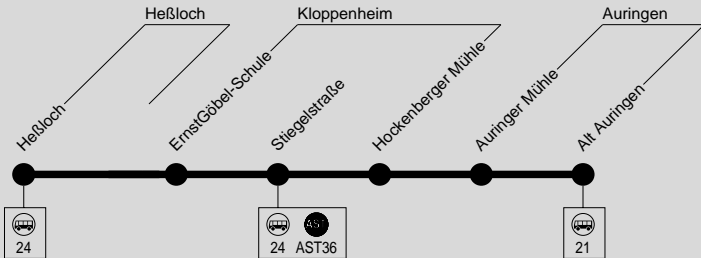 Heßloch
Kloppenheim
Auringen
Heßloch
ErnstGöbel-Schule
Stiegelstraße
Hockenberger Mühle
Auringer Mühle
Alt Auringen
24
AST
24 AST36
21